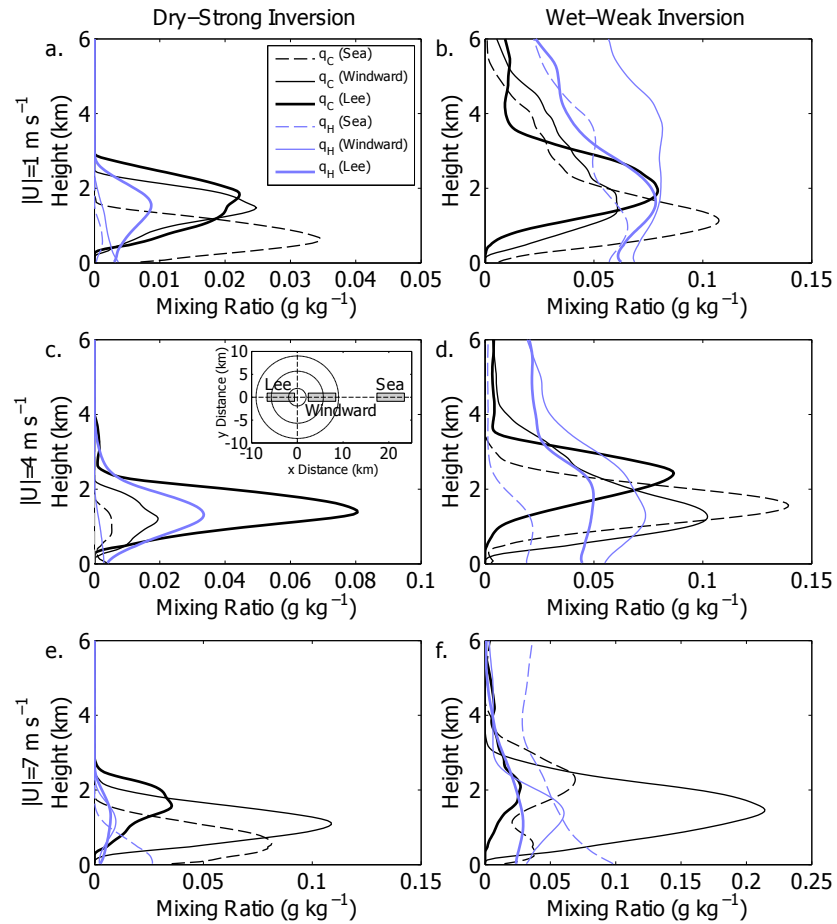 Dry–Strong Inversion
Wet–Weak Inversion
a.
b.
|U|=1 m s⁻¹
Height (km)
6
4
2
0
q_C (Sea)
q_C (Windward)
q_C (Lee)
q_H (Sea)
q_H (Windward)
q_H (Lee)
0 0.01 0.02 0.03 0.04 0.05
Mixing Ratio (g kg⁻¹)
Height (km)
6
4
2
0
0 0.05 0.1 0.15
Mixing Ratio (g kg⁻¹)
c.
d.
|U|=4 m s⁻¹
Height (km)
6
4
2
0
y Distance (km)
10
5
0
-5
-10
Lee
Sea
Windward
-10 0 10 20
x Distance (km)
0 0.02 0.04 0.06 0.08 0.1
Mixing Ratio (g kg⁻¹)
Height (km)
6
4
2
0
0 0.05 0.1 0.15
Mixing Ratio (g kg⁻¹)
e.
f.
|U|=7 m s⁻¹
Height (km)
6
4
2
0
0 0.05 0.1 0.15
Mixing Ratio (g kg⁻¹)
Height (km)
6
4
2
0
0 0.05 0.1 0.15 0.2 0.25
Mixing Ratio (g kg⁻¹)